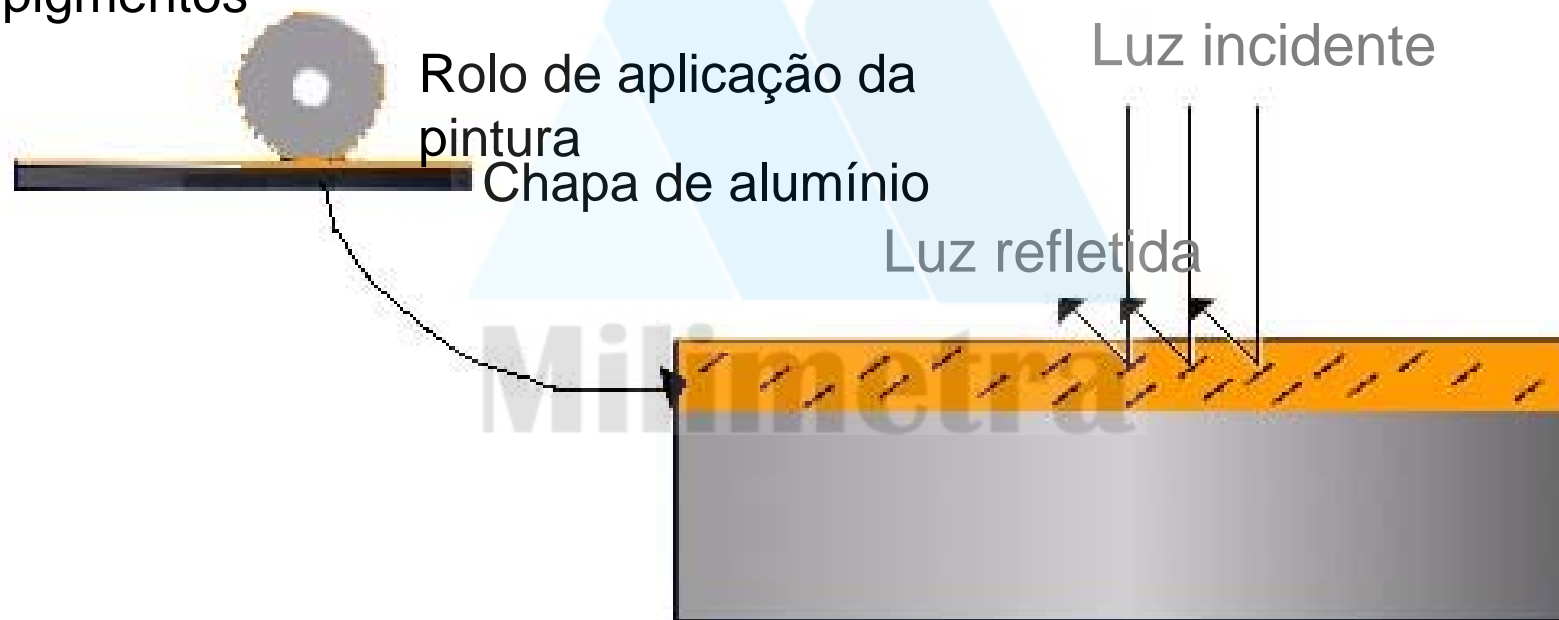 pigmentos
Rolo de aplicação da
pintura
Chapa de alumínio
Luz incidente
Luz refletida
Milimetra